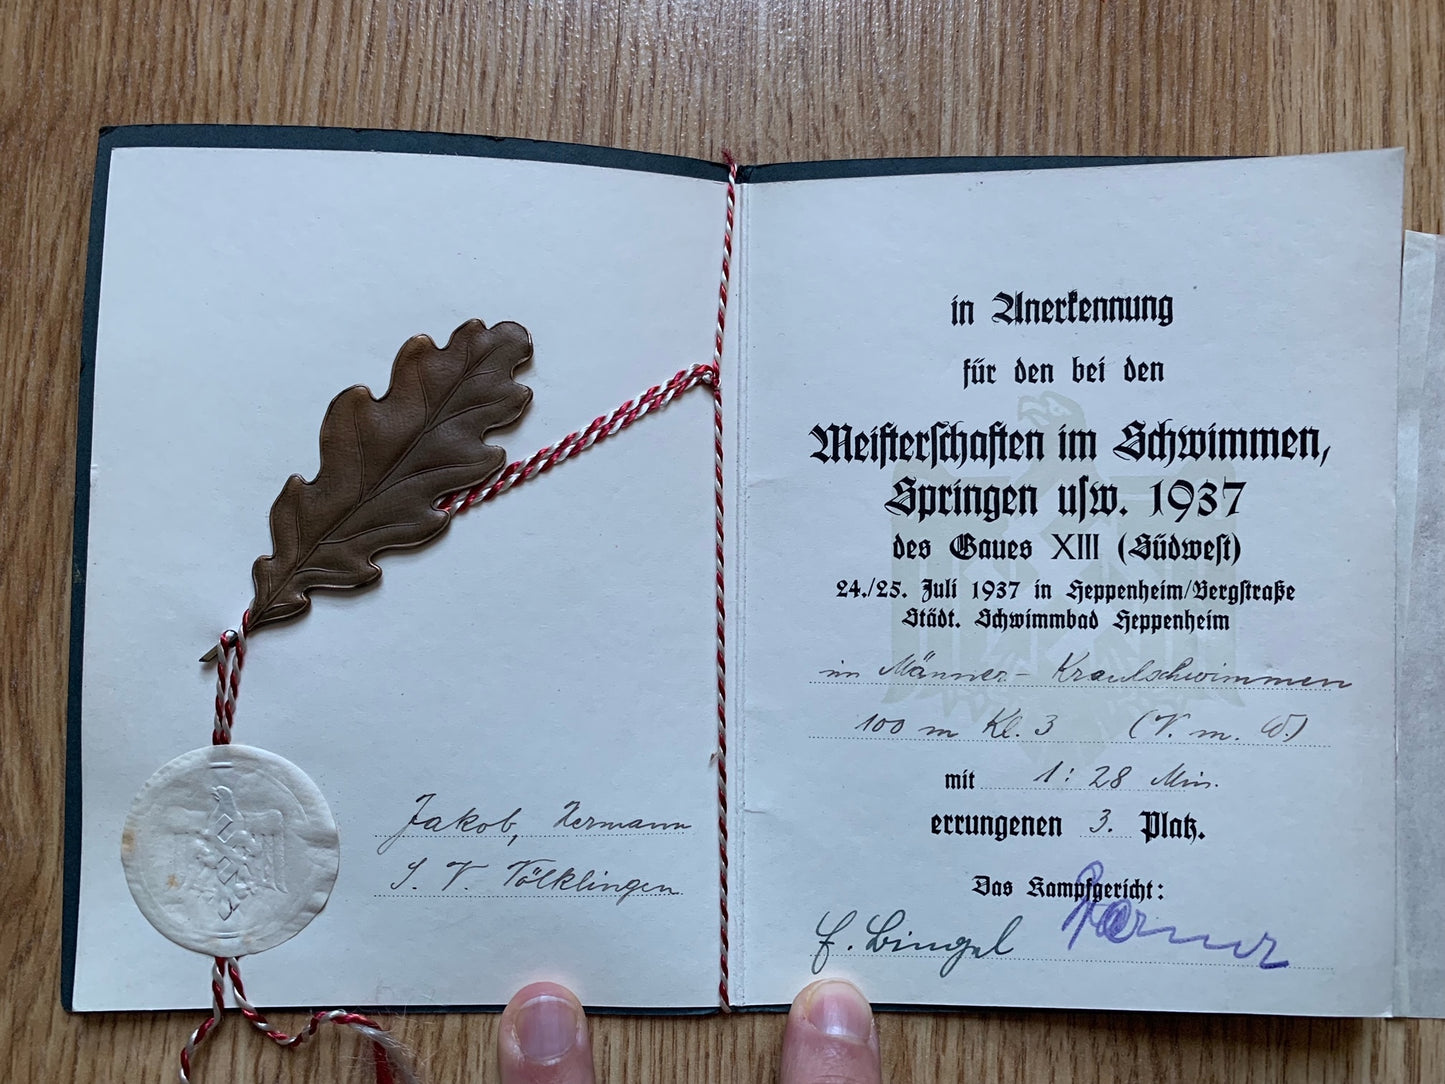 Jakob, Hermann
S. V. Völklingen
in Anerkennung
für den bei den
Meisterschaften im Schwimmen,
Springen usw. 1937
des Gaues XIII (Südwest)
24./25. Juli 1937 in Heppenheim/Bergstraße
Städt. Schwimmbad Heppenheim
im Männer-Kraulschwimmen
100 m Kl. 3 (V. m. W.)
mit 1:28 Min.
errungenen 3. Platz.
Das Kampfgericht:
F. Bingel